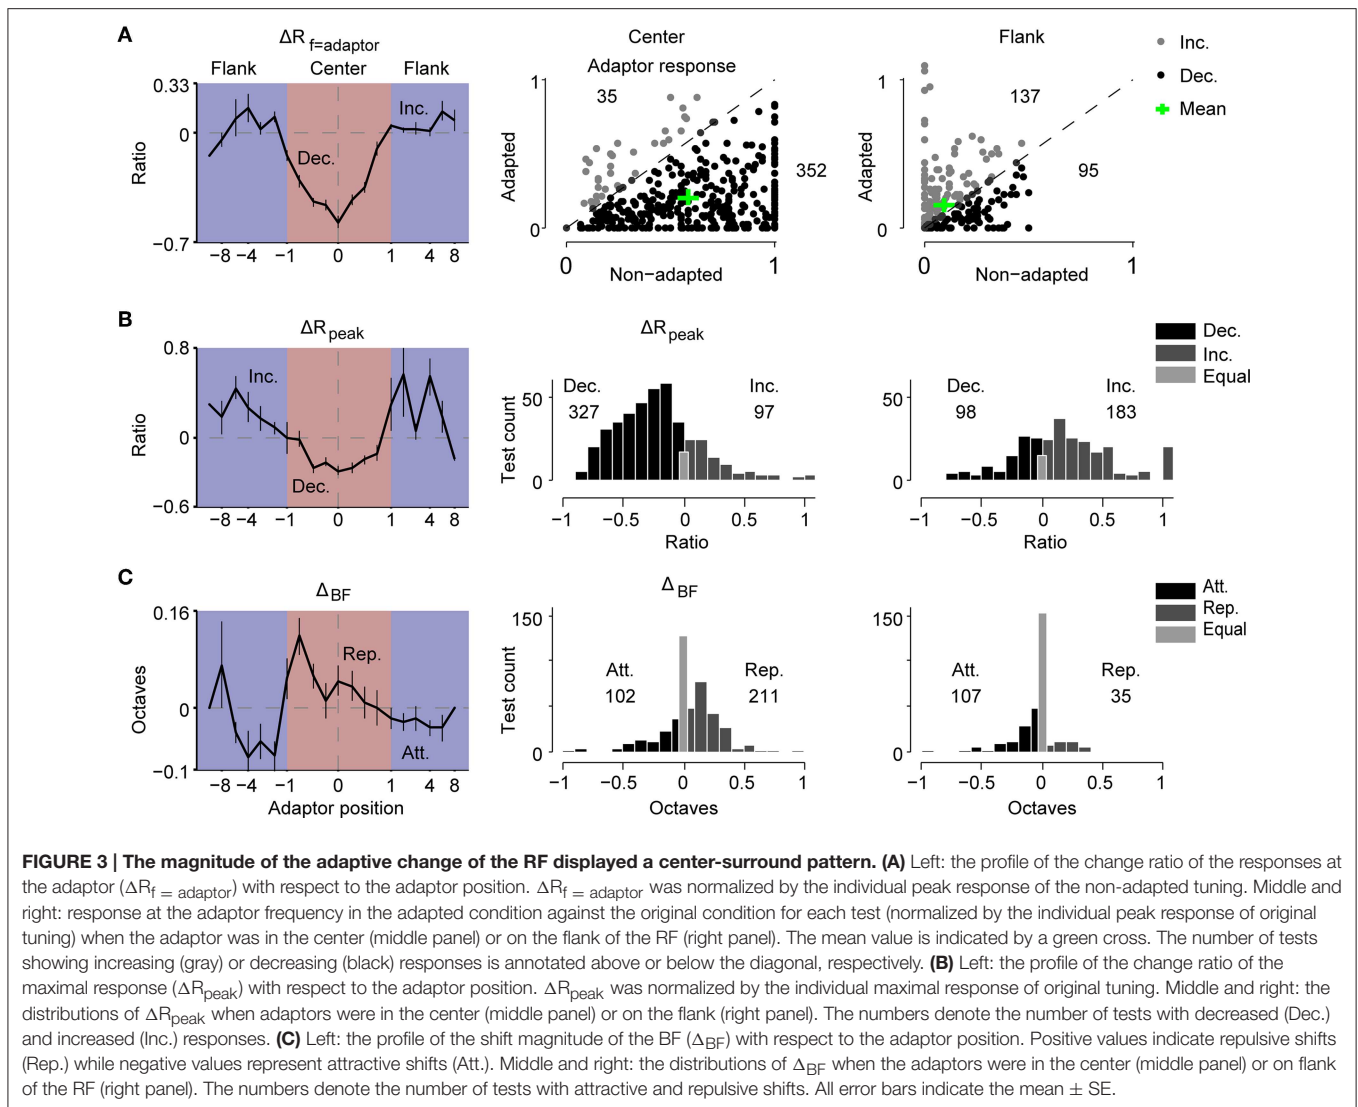 A
ΔR f=adaptor
Flank Center Flank
0.33
0
−0.7
Ratio
Dec.
Inc.
−8 −4 −1 0 1 4 8
Center
Adaptor response
35
352
1
0
Adapted
0 1
Non−adapted
Flank
137
95
1
0
Adapted
0 1
Non−adapted
Inc.
Dec.
Mean
B
ΔRpeak
0.8
0
−0.6
Ratio
Inc.
Dec.
−8 −4 −1 0 1 4 8
ΔRpeak
Dec. Inc.
327 97
50
0
Test count
−1 −0.5 0 0.5 1
Ratio
Dec. Inc.
98 183
50
0
−1 −0.5 0 0.5 1
Ratio
Dec.
Inc.
Equal
C
ΔBF
0.16
0
−0.1
Octaves
Rep.
Att.
−8 −4 −1 0 1 4 8
Adaptor position
ΔBF
150
0
Test count
Att. Rep.
102 211
−1 −0.5 0 0.5 1
Octaves
150
0
Att. Rep.
107 35
−1 −0.5 0 0.5 1
Octaves
Att.
Rep.
Equal
FIGURE 3 | The magnitude of the adaptive change of the RF displayed a center-surround pattern. (A) Left: the profile of the change ratio of the responses at
the adaptor (ΔRf = adaptor) with respect to the adaptor position. ΔRf = adaptor was normalized by the individual peak response of the non-adapted tuning. Middle and
right: response at the adaptor frequency in the adapted condition against the original condition for each test (normalized by the individual peak response of original
tuning) when the adaptor was in the center (middle panel) or on the flank of the RF (right panel). The mean value is indicated by a green cross. The number of tests
showing increasing (gray) or decreasing (black) responses is annotated above or below the diagonal, respectively. (B) Left: the profile of the change ratio of the
maximal response (ΔRpeak) with respect to the adaptor position. ΔRpeak was normalized by the individual maximal response of original tuning. Middle and right: the
distributions of ΔRpeak when adaptors were in the center (middle panel) or on the flank (right panel). The numbers denote the number of tests with decreased (Dec.)
and increased (Inc.) responses. (C) Left: the profile of the shift magnitude of the BF (ΔBF) with respect to the adaptor position. Positive values indicate repulsive shifts
(Rep.) while negative values represent attractive shifts (Att.). Middle and right: the distributions of ΔBF when the adaptors were in the center (middle panel) or on flank
of the RF (right panel). The numbers denote the number of tests with attractive and repulsive shifts. All error bars indicate the mean ± SE.